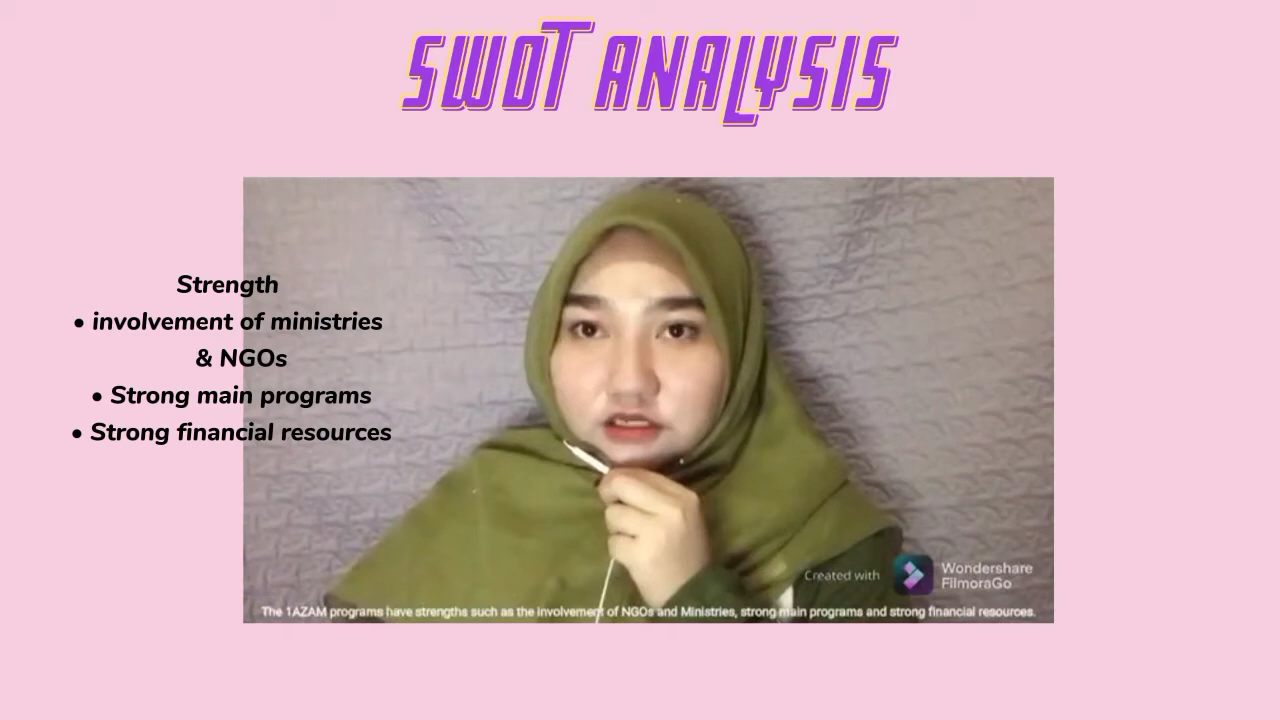 SWOT ANALYSIS
Strength
• involvement of ministries
& NGOs
• Strong main programs
• Strong financial resources
Created with
Wondershare
FilmoraGo
The 1AZAM programs have strengths such as the involvement of NGOs and Ministries, strong main programs and strong financial resources.